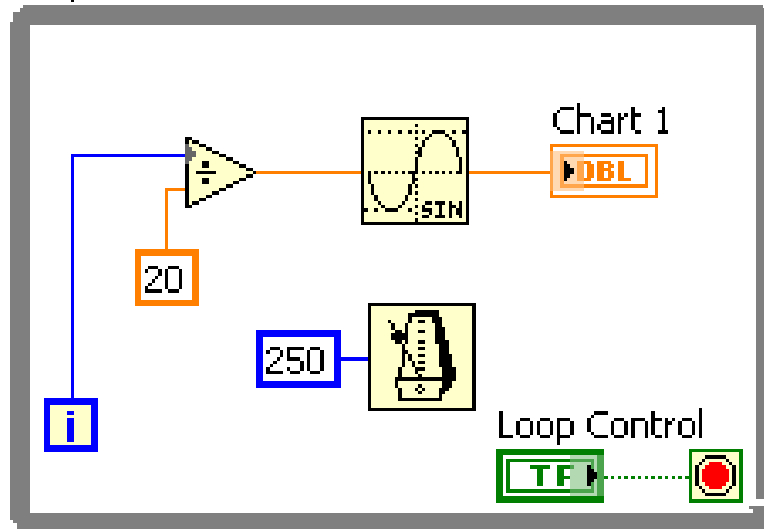 Chart 1
÷
SIN
DBL
20
250
i
Loop Control
TF